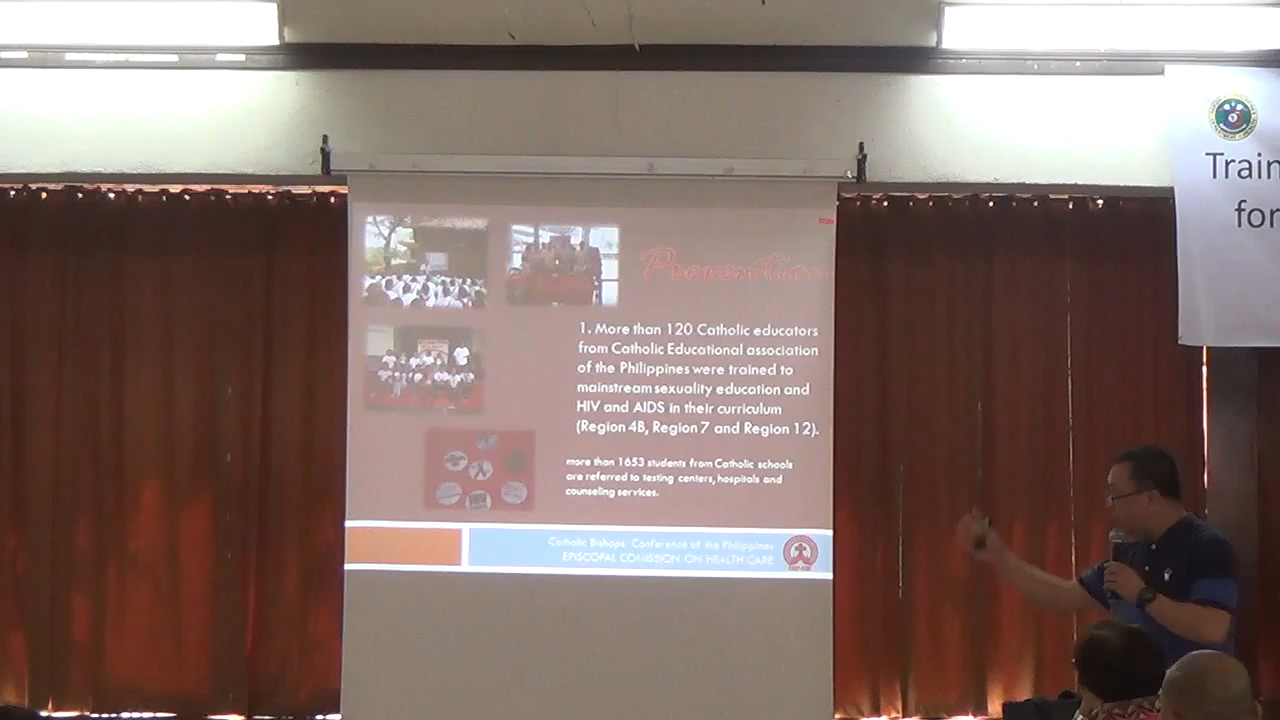 Prevention
1. More than 120 Catholic educators
from Catholic Educational association
of the Philippines were trained to
mainstream sexuality education and
HIV and AIDS in their curriculum
(Region 4B, Region 7 and Region 12).
more than 1653 students from Catholic schools
are referred to testing centers, hospitals and
counseling services.
Catholic Bishops' Conference of the Philippines
EPISCOPAL COMISSION ON HEALTH CARE
Train
for